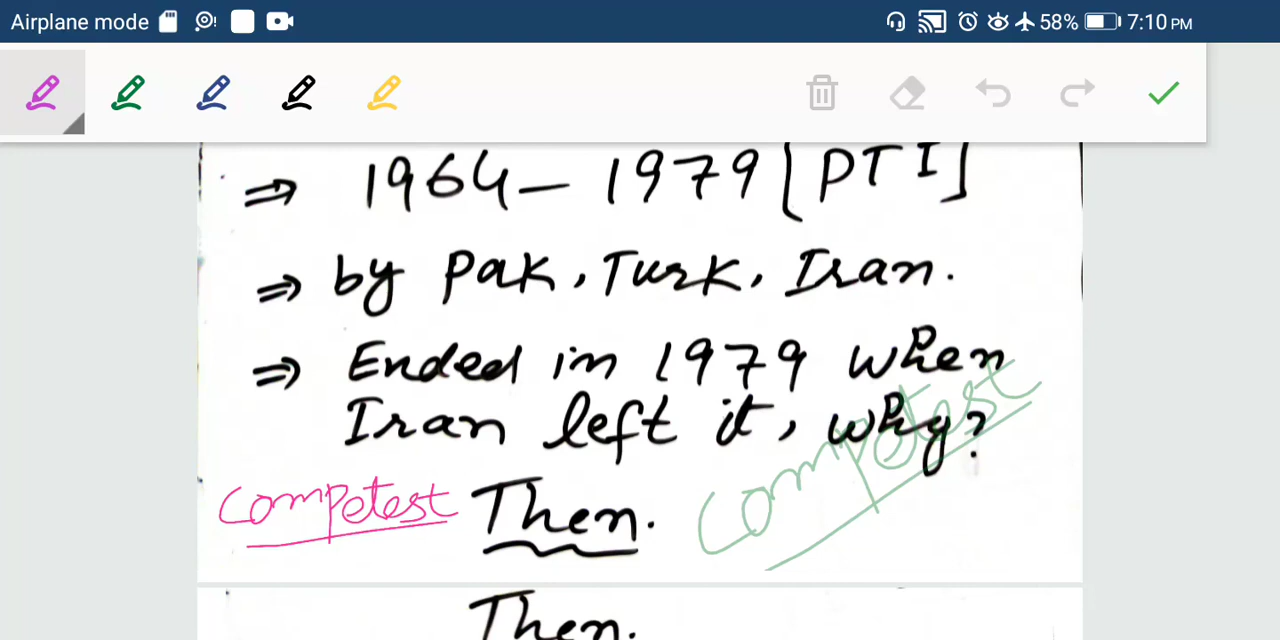 Airplane mode 58% 7:10 PM
⇒ 1964 – 1979 [PTI]
⇒ by Pak, Turk, Iran.
⇒ Ended in 1979 when
Iran left it, why?
Competest Then. Competest
Then.